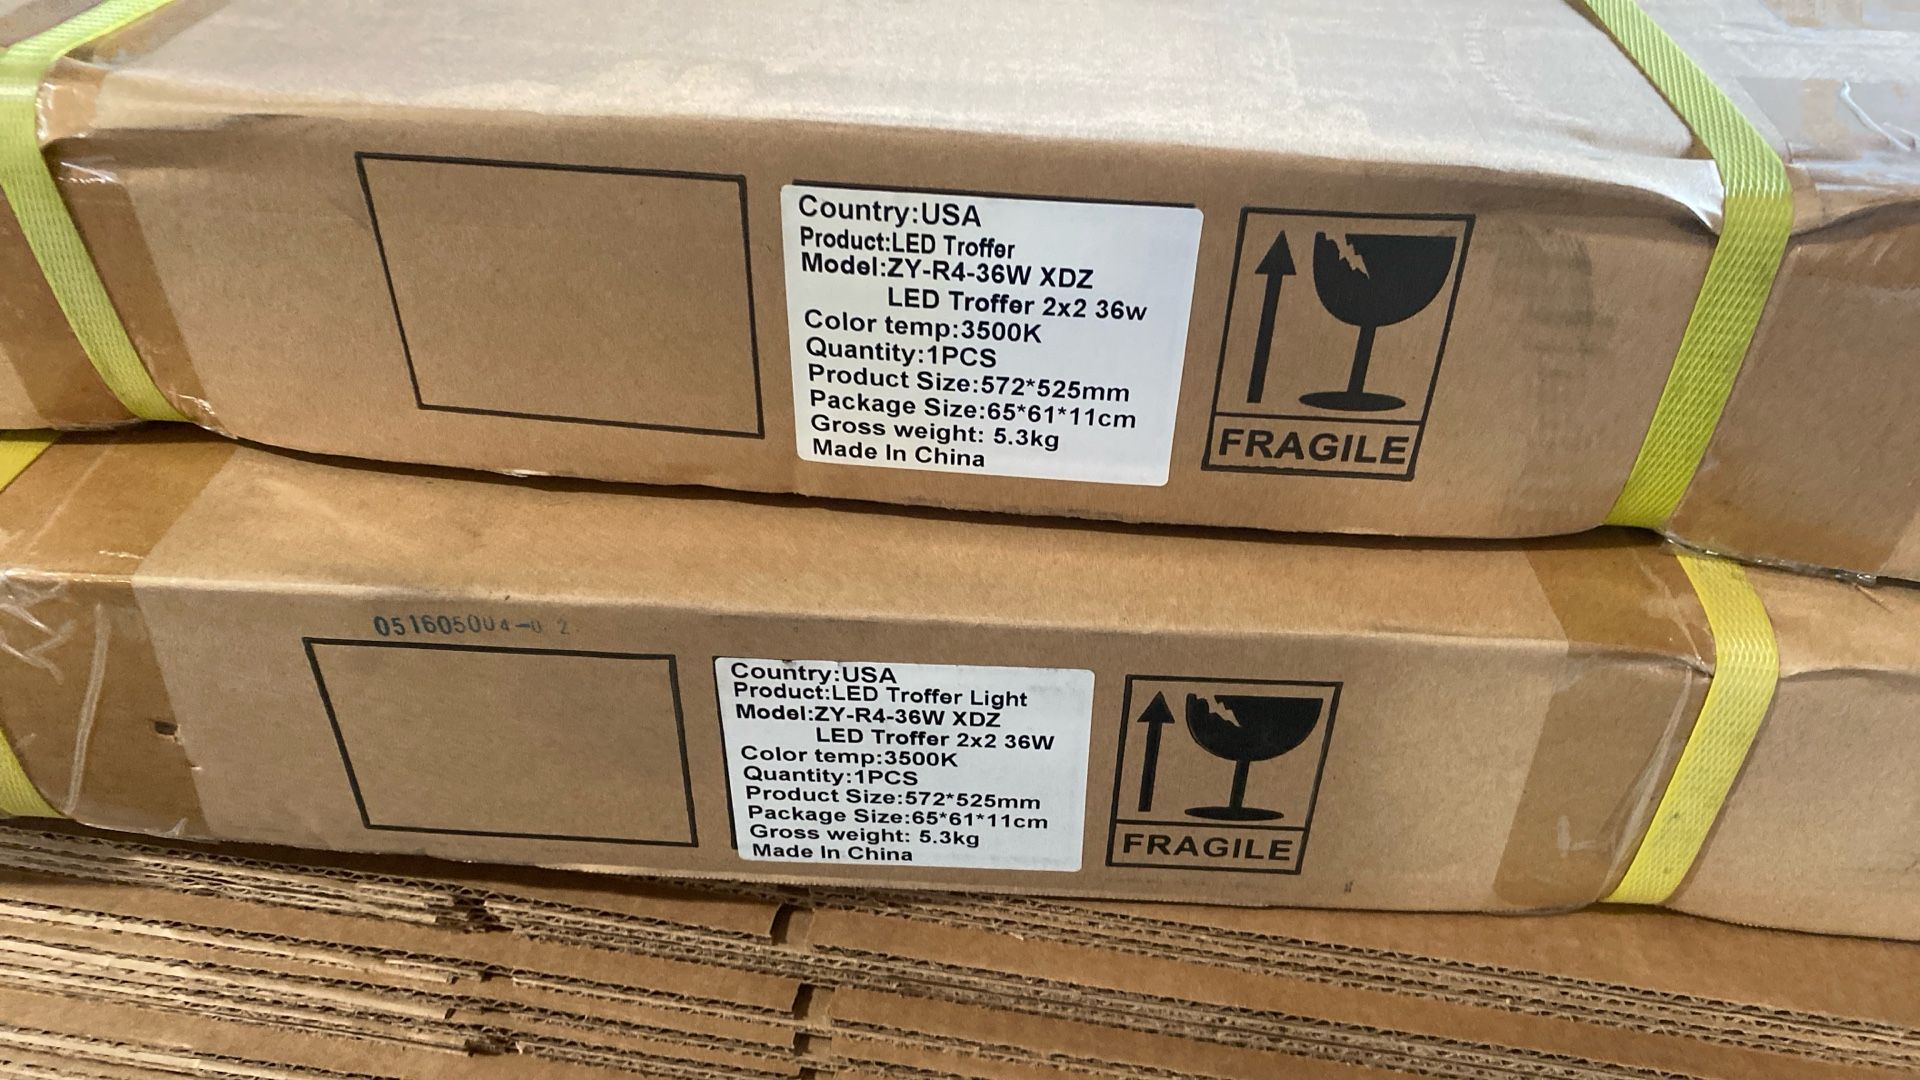 Country:USA
Product:LED Troffer
Model:ZY-R4-36W XDZ
LED Troffer 2x2 36w
Color temp:3500K
Quantity:1PCS
Product Size:572*525mm
Package Size:65*61*11cm
Gross weight: 5.3kg
Made In China
FRAGILE
Country:USA
Product:LED Troffer Light
Model:ZY-R4-36W XDZ
LED Troffer 2x2 36W
Color temp:3500K
Quantity:1PCS
Product Size:572*525mm
Package Size:65*61*11cm
Gross weight: 5.3kg
Made In China
FRAGILE